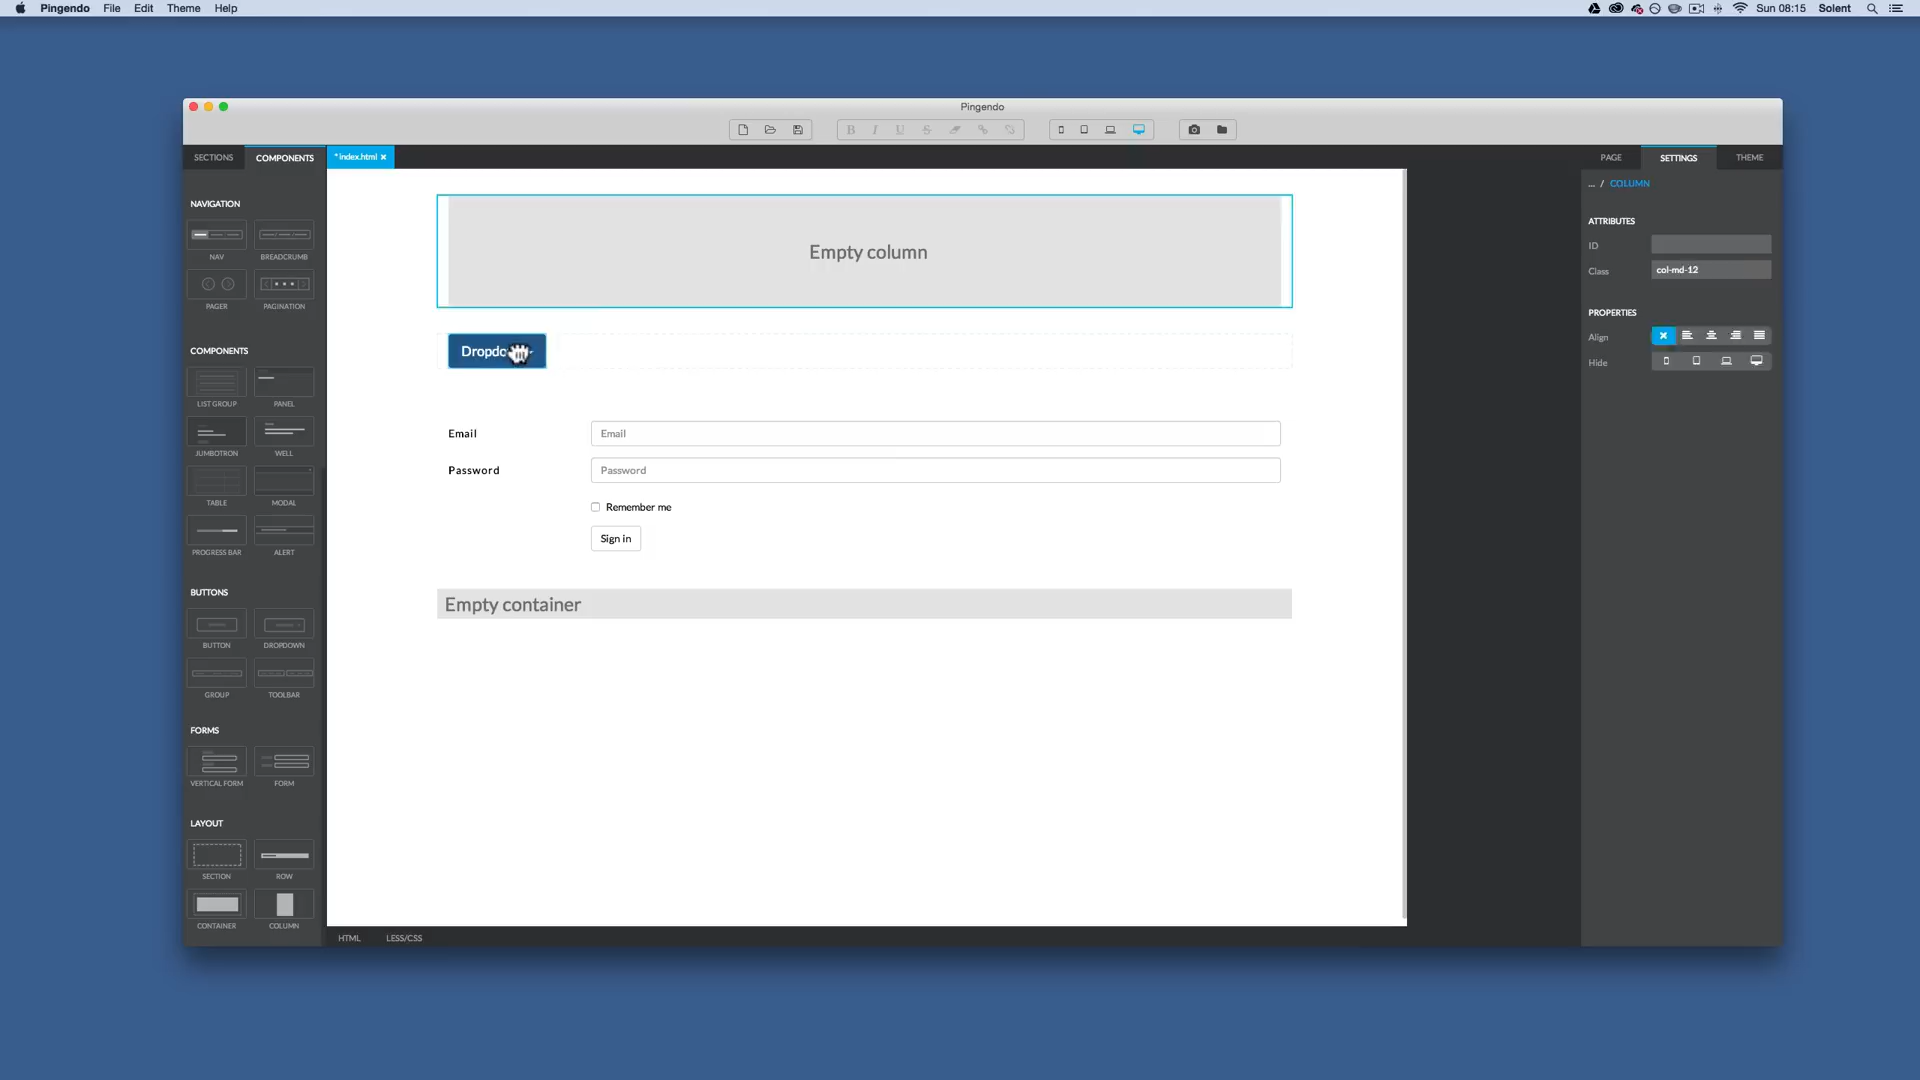 Pingendo File Edit Theme Help Sun 08:15 Solent
Pingendo
B I U S
SECTIONS COMPONENTS *index.html × PAGE SETTINGS THEME
... / COLUMN
NAVIGATION
NAV BREADCRUMB
PAGER PAGINATION
COMPONENTS
LIST GROUP PANEL
JUMBOTRON WELL
TABLE MODAL
PROGRESS BAR ALERT
BUTTONS
BUTTON DROPDOWN
GROUP TOOLBAR
FORMS
VERTICAL FORM FORM
LAYOUT
SECTION ROW
CONTAINER COLUMN
Empty column
Dropdo
Email Email
Password Password
Remember me
Sign in
Empty container
HTML LESS/CSS
ATTRIBUTES
ID
Class col-md-12
PROPERTIES
Align
Hide